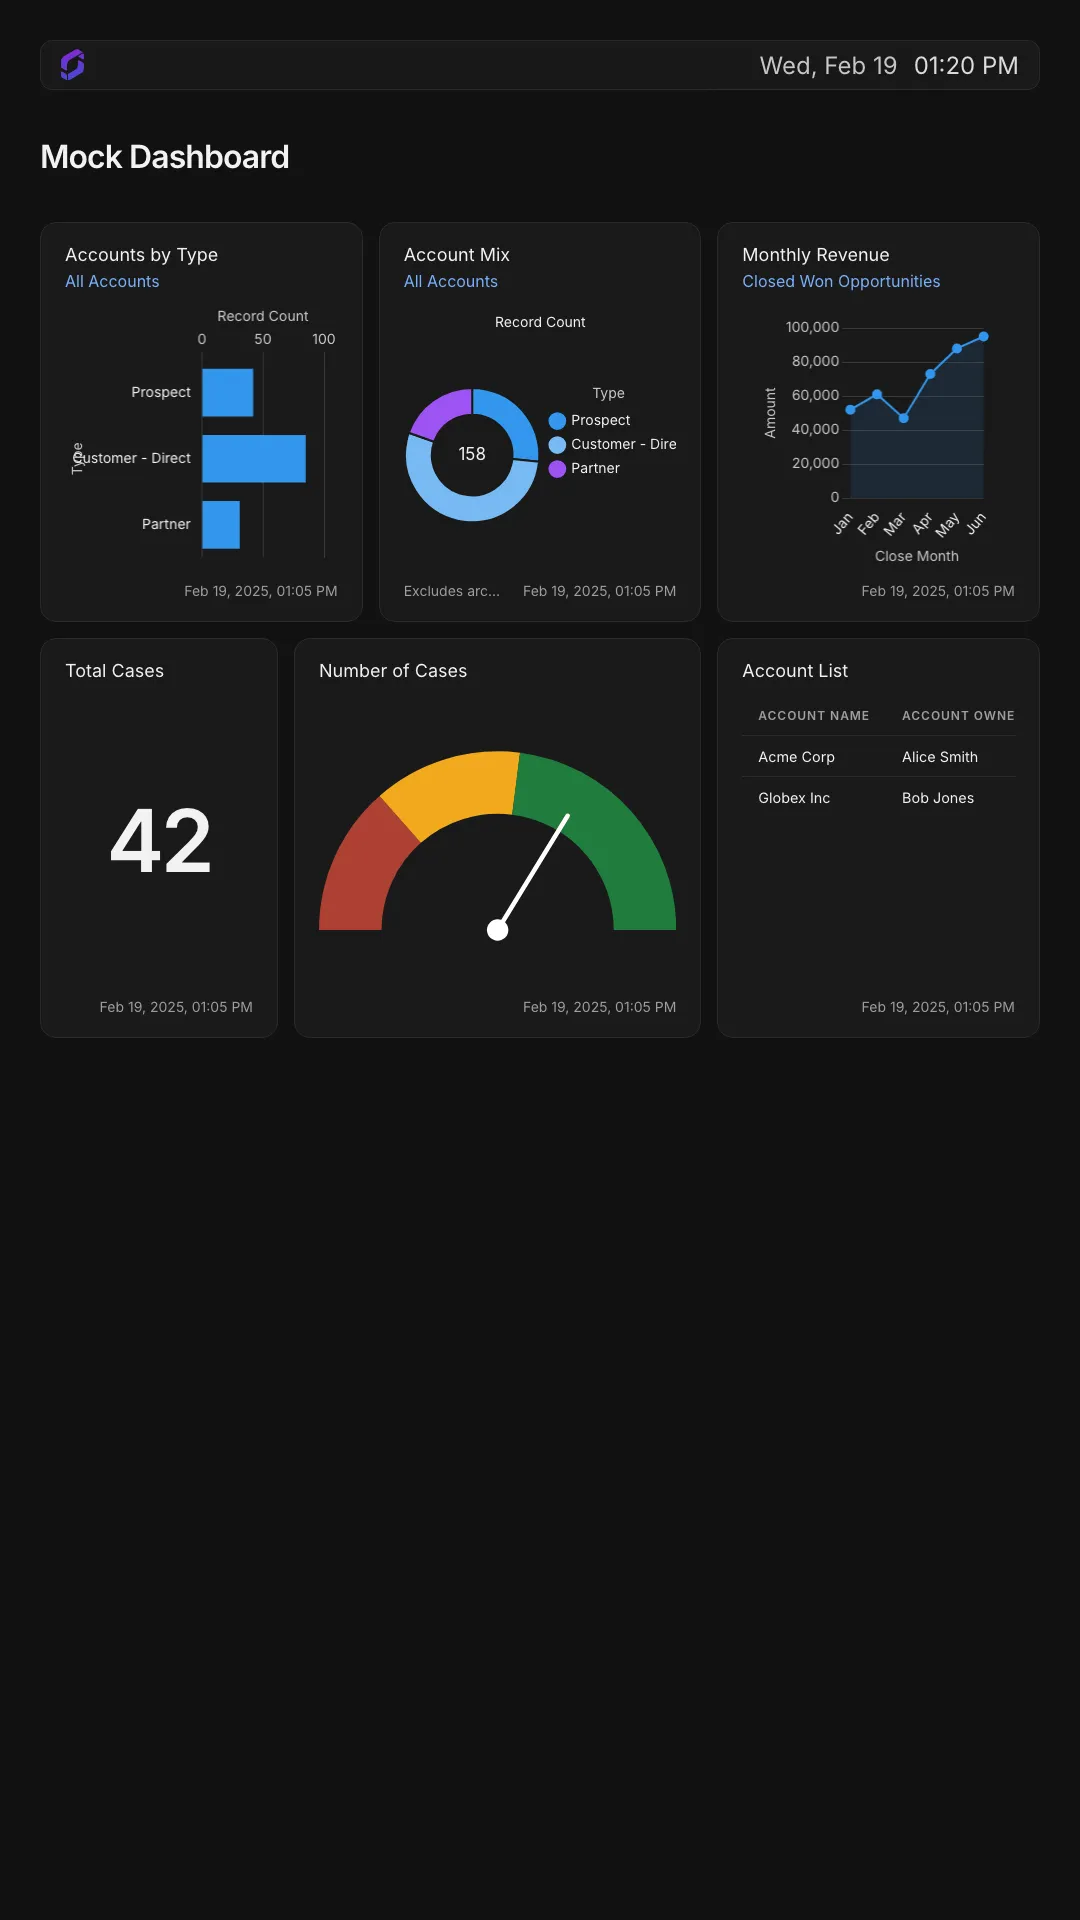 Wed, Feb 19 01:20 PM
Mock Dashboard
Accounts by Type
All Accounts
Record Count
0 50 100
Prospect
Customer - Direct
Partner
Type
Feb 19, 2025, 01:05 PM
Account Mix
All Accounts
Record Count
158
Type
Prospect
Customer - Dire
Partner
Excludes arc... Feb 19, 2025, 01:05 PM
Monthly Revenue
Closed Won Opportunities
100,000
80,000
60,000
40,000
20,000
0
Amount
Jan Feb Mar Apr May Jun
Close Month
Feb 19, 2025, 01:05 PM
Total Cases
42
Feb 19, 2025, 01:05 PM
Number of Cases
Feb 19, 2025, 01:05 PM
Account List
ACCOUNT NAME ACCOUNT OWNE
Acme Corp Alice Smith
Globex Inc Bob Jones
Feb 19, 2025, 01:05 PM